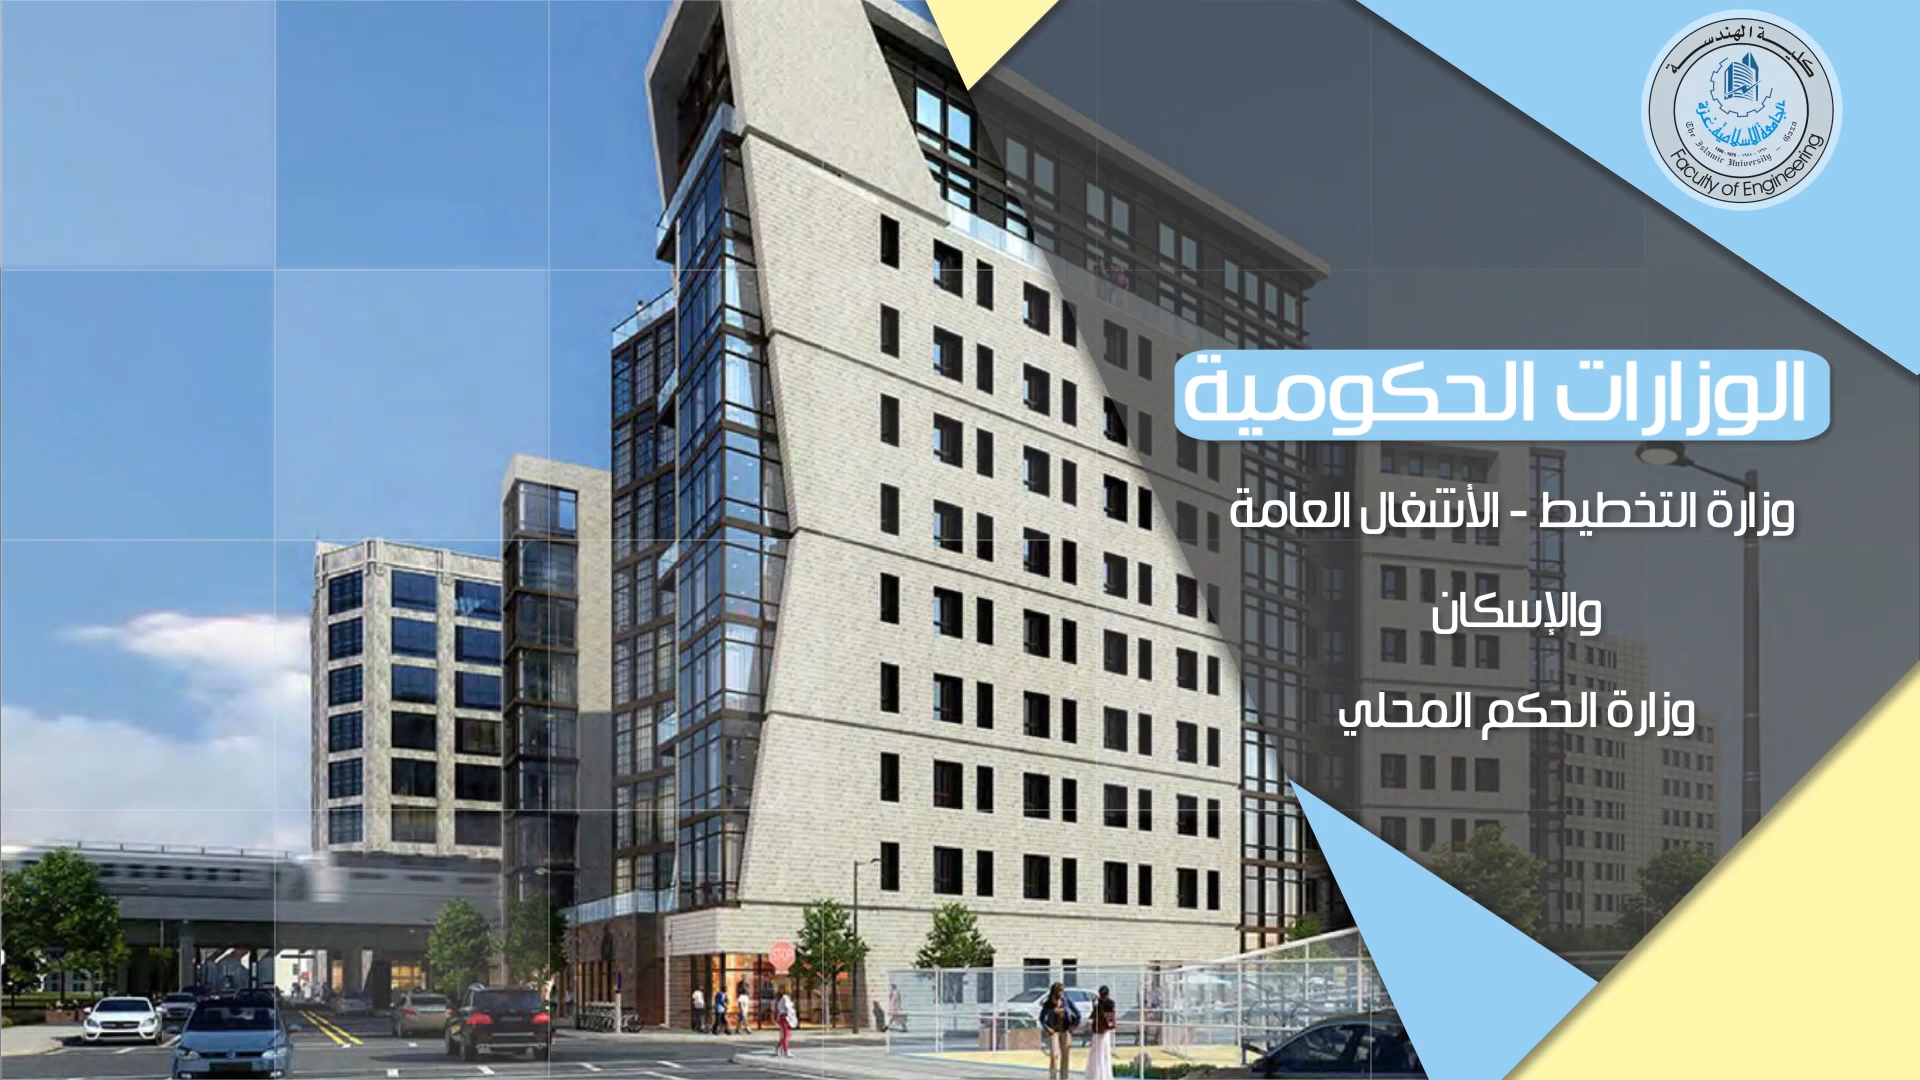 كلية الهندسة
الجامعة الإسلامية غزة
The Islamic University - Gaza
Faculty of Engineering
الوزارات الحكومية
وزارة التخطيط - الأشغال العامة
والإسكان
وزارة الحكم المحلي
STOP